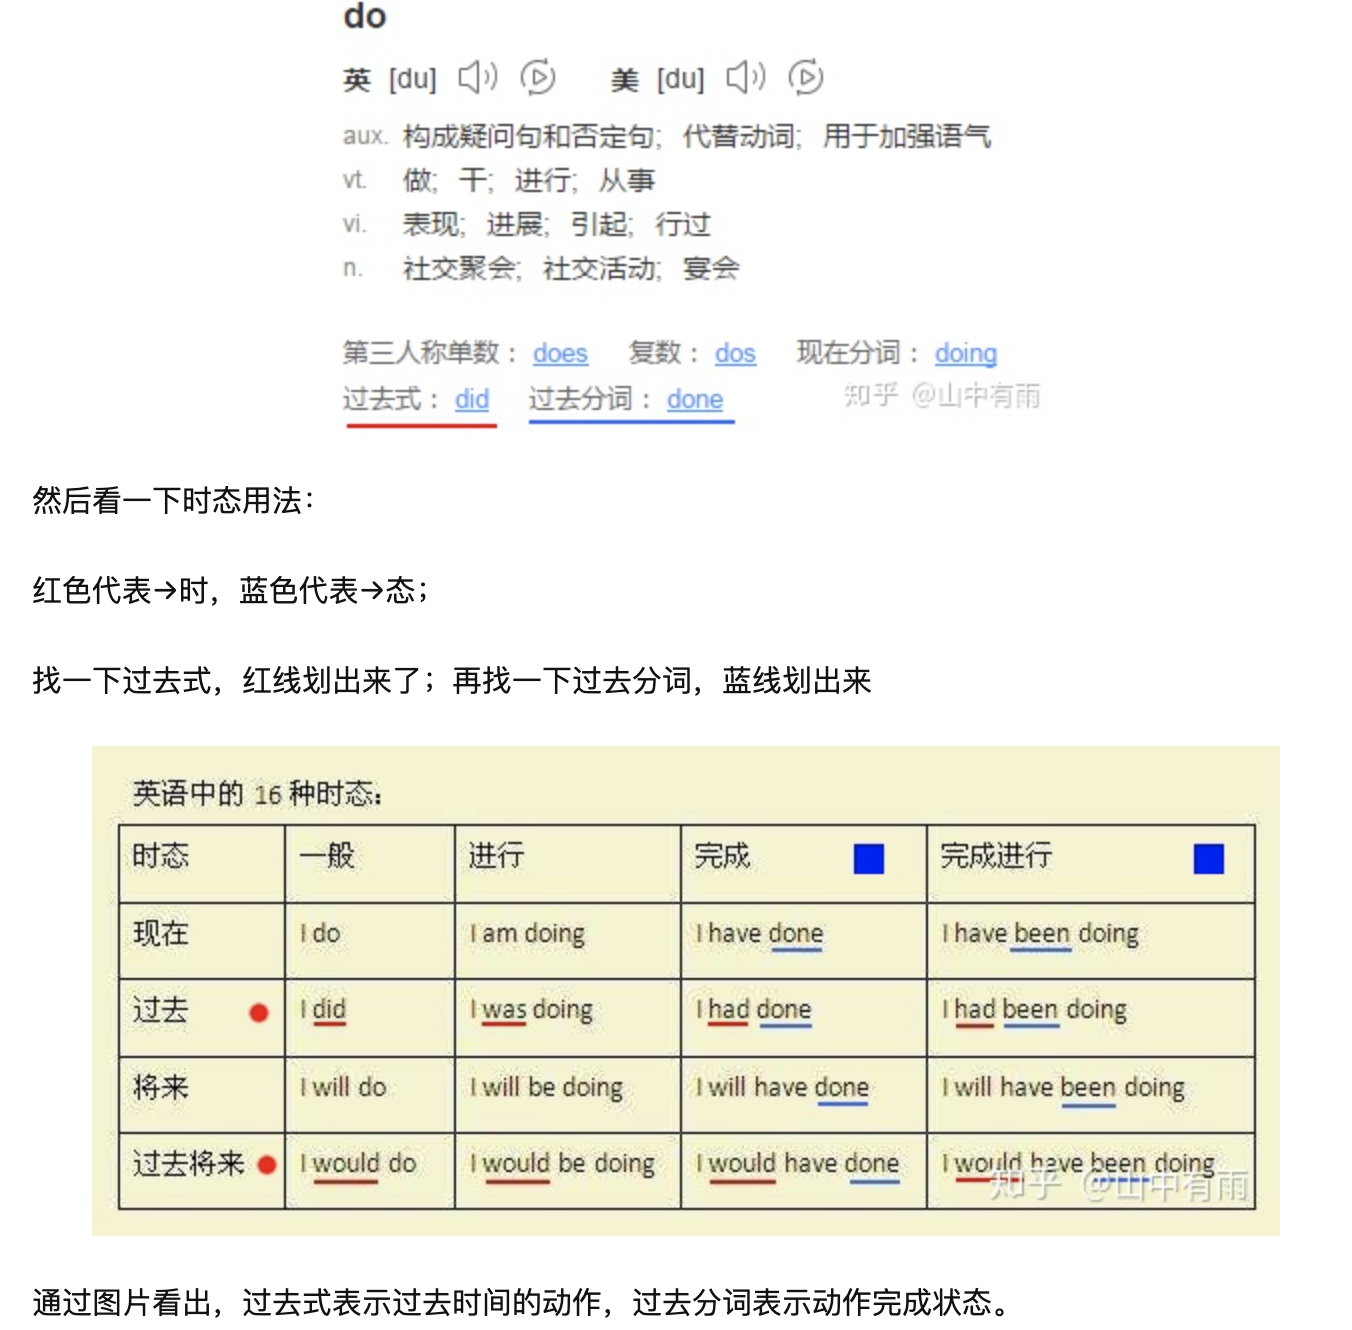 do
英 [du] 美 [du]
aux. 构成疑问句和否定句; 代替动词; 用于加强语气
vt. 做; 干; 进行; 从事
vi. 表现; 进展; 引起; 行过
n. 社交聚会; 社交活动; 宴会
第三人称单数： does 复数： dos 现在分词： doing
过去式： did 过去分词： done
知乎 @山中有雨
然后看一下时态用法：
红色代表→时，蓝色代表→态；
找一下过去式，红线划出来了；再找一下过去分词，蓝线划出来
英语中的 16 种时态：
时态 一般 进行 完成 完成进行
现在 I do I am doing I have done I have been doing
过去 I did I was doing I had done I had been doing
将来 I will do I will be doing I will have done I will have been doing
过去将来 I would do I would be doing I would have done I would have been doing
知乎 @山中有雨
通过图片看出，过去式表示过去时间的动作，过去分词表示动作完成状态。